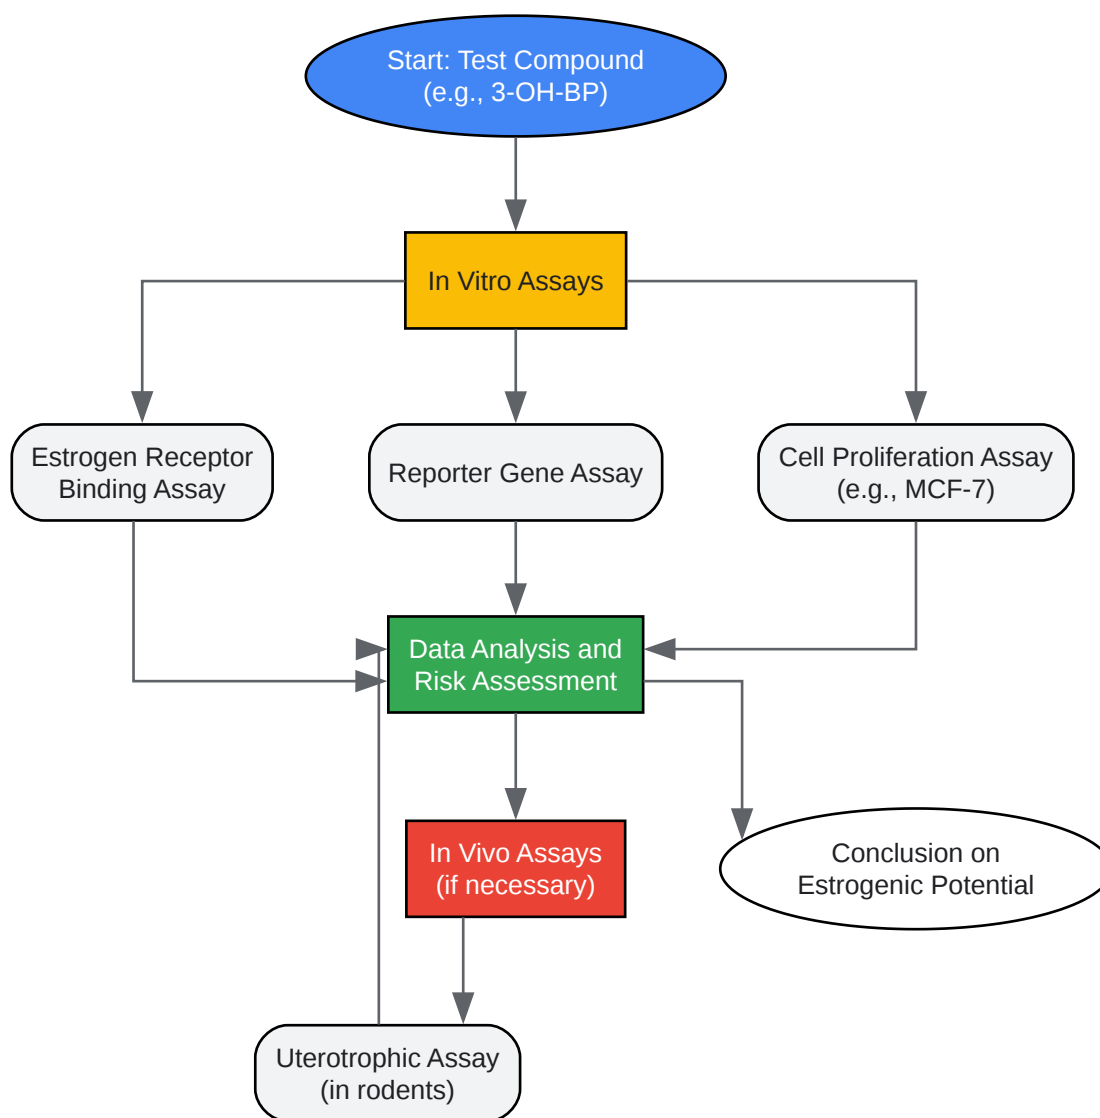 Start: Test Compound
(e.g., 3-OH-BP)
In Vitro Assays
Estrogen Receptor
Binding Assay
Reporter Gene Assay
Cell Proliferation Assay
(e.g., MCF-7)
Data Analysis and
Risk Assessment
In Vivo Assays
(if necessary)
Conclusion on
Estrogenic Potential
Uterotrophic Assay
(in rodents)